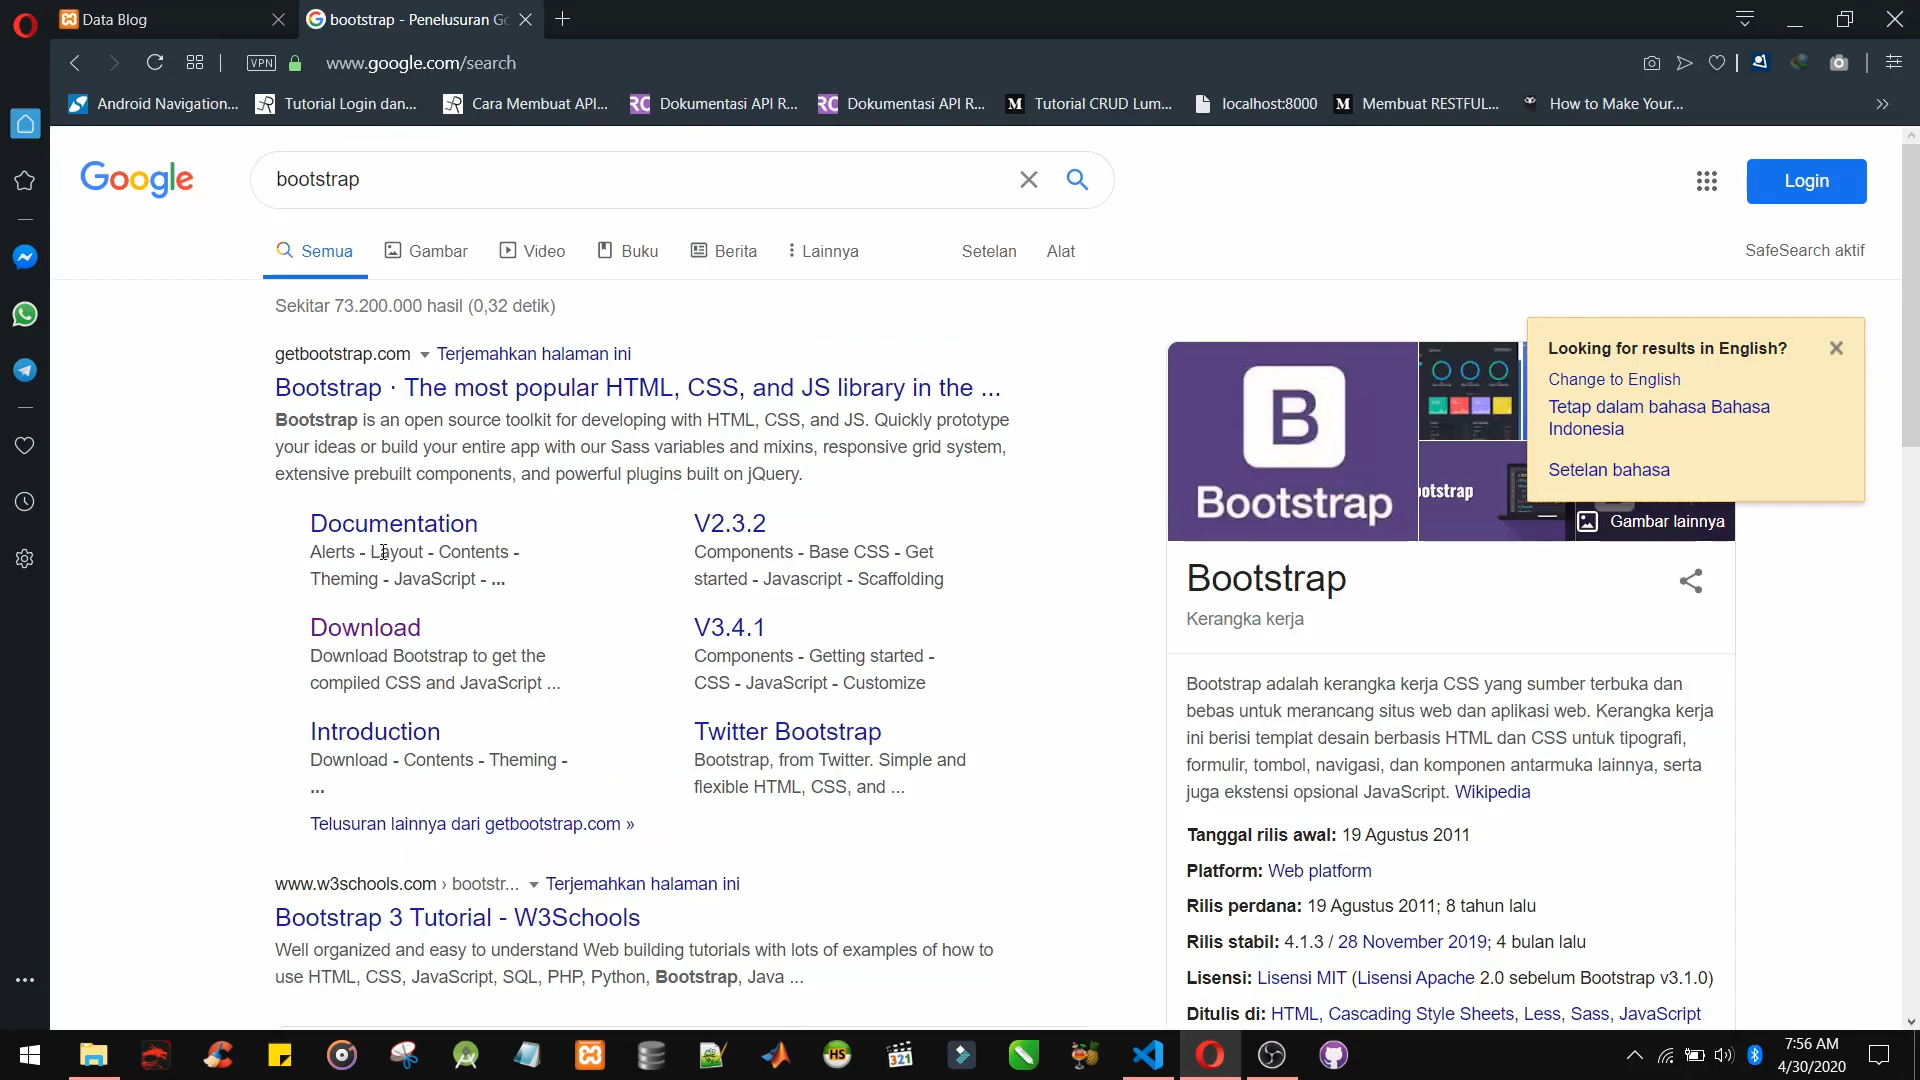 Data Blog
bootstrap - Penelusuran Go
VPN
www.google.com/search
Android Navigation...
Tutorial Login dan...
Cara Membuat API...
RC
Dokumentasi API R...
RC
Dokumentasi API R...
M
Tutorial CRUD Lum...
localhost:8000
M
Membuat RESTFUL...
How to Make Your...
Google
bootstrap
Login
Semua
Gambar
Video
Buku
Berita
Lainnya
Setelan
Alat
SafeSearch aktif
Sekitar 73.200.000 hasil (0,32 detik)
getbootstrap.com
Terjemahkan halaman ini
Bootstrap · The most popular HTML, CSS, and JS library in the ...
Bootstrap is an open source toolkit for developing with HTML, CSS, and JS. Quickly prototype
your ideas or build your entire app with our Sass variables and mixins, responsive grid system,
extensive prebuilt components, and powerful plugins built on jQuery.
Documentation
Alerts - Layout - Contents -
Theming - JavaScript - ...
V2.3.2
Components - Base CSS - Get
started - Javascript - Scaffolding
Download
Download Bootstrap to get the
compiled CSS and JavaScript ...
V3.4.1
Components - Getting started -
CSS - JavaScript - Customize
Introduction
Download - Contents - Theming -
...
Twitter Bootstrap
Bootstrap, from Twitter. Simple and
flexible HTML, CSS, and ...
Telusuran lainnya dari getbootstrap.com »
www.w3schools.com › bootstr...
Terjemahkan halaman ini
Bootstrap 3 Tutorial - W3Schools
Well organized and easy to understand Web building tutorials with lots of examples of how to
use HTML, CSS, JavaScript, SQL, PHP, Python, Bootstrap, Java ...
Looking for results in English?
Change to English
Tetap dalam bahasa Bahasa
Indonesia
Setelan bahasa
B
Bootstrap
otstrap
Gambar lainnya
Bootstrap
Kerangka kerja
Bootstrap adalah kerangka kerja CSS yang sumber terbuka dan
bebas untuk merancang situs web dan aplikasi web. Kerangka kerja
ini berisi templat desain berbasis HTML dan CSS untuk tipografi,
formulir, tombol, navigasi, dan komponen antarmuka lainnya, serta
juga ekstensi opsional JavaScript. Wikipedia
Tanggal rilis awal: 19 Agustus 2011
Platform: Web platform
Rilis perdana: 19 Agustus 2011; 8 tahun lalu
Rilis stabil: 4.1.3 / 28 November 2019; 4 bulan lalu
Lisensi: Lisensi MIT (Lisensi Apache 2.0 sebelum Bootstrap v3.1.0)
Ditulis di: HTML, Cascading Style Sheets, Less, Sass, JavaScript
HS
321
7:56 AM
4/30/2020